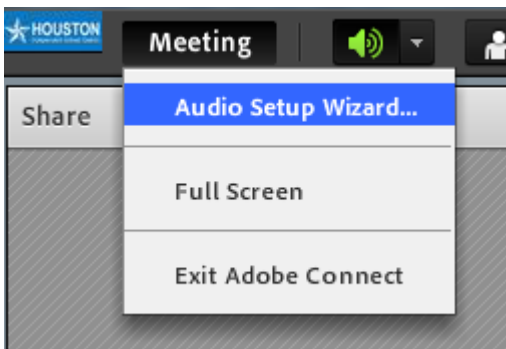 HOUSTON
Meeting
Share
Audio Setup Wizard...
Full Screen
Exit Adobe Connect